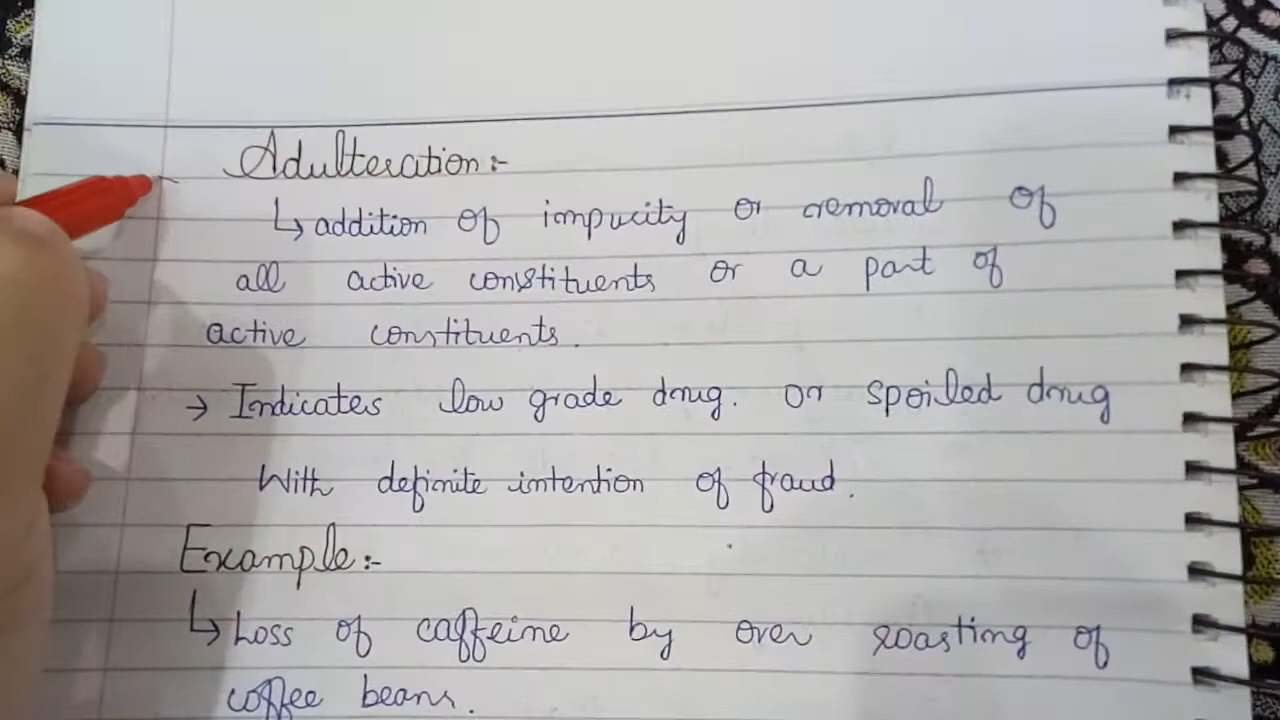 Adulteration:-
↳ addition of impurity or removal of
all active constituents or a part of
active constituents.
→ Indicates low grade drug. or spoiled drug
With definite intention of fraud.
Example:-
↳ Loss of caffeine by over roasting of
coffee beans.